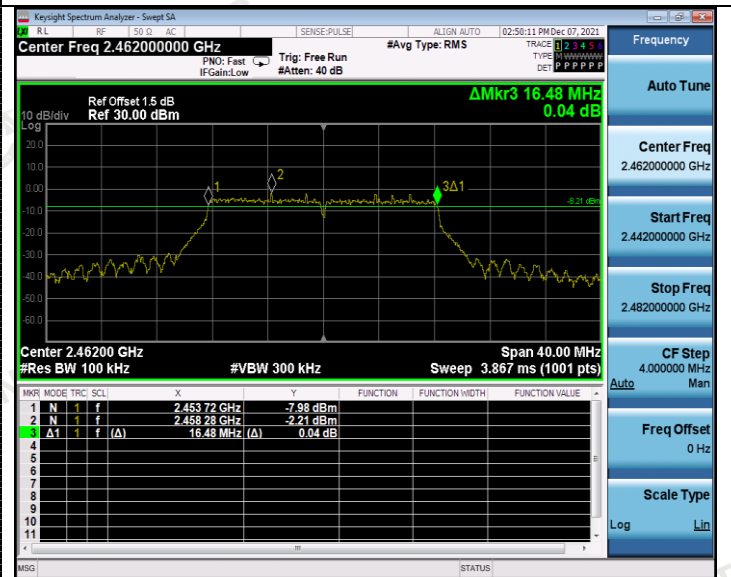 Keysight Spectrum Analyzer - Swept SA
RL RF 50 Ω AC SENSE:PULSE ALIGN AUTO 02:50:11 PM Dec 07, 2021
Center Freq 2.462000000 GHz #Avg Type: RMS TRACE 1 2 3 4 5 6
PNO: Fast Trig: Free Run TYPE M WWWWW
IFGain:Low #Atten: 40 dB DET P P P P P P
Ref Offset 1.5 dB ΔMkr3 16.48 MHz
10 dB/div Ref 30.00 dBm 0.04 dB
Log
20.0
10.0
0.00
-10.0
-20.0
-30.0
-40.0
-50.0
-60.0
1
2
3Δ1
-8.21 dBm
Center 2.46200 GHz Span 40.00 MHz
#Res BW 100 kHz #VBW 300 kHz Sweep 3.867 ms (1001 pts)
MKR MODE TRC SCL X Y FUNCTION FUNCTION WIDTH FUNCTION VALUE
1 N 1 f 2.453 72 GHz -7.98 dBm
2 N 1 f 2.458 28 GHz -2.21 dBm
3 Δ1 1 f (Δ) 16.48 MHz (Δ) 0.04 dB
4
5
6
7
8
9
10
11
MSG STATUS
Frequency
Auto Tune
Center Freq
2.462000000 GHz
Start Freq
2.442000000 GHz
Stop Freq
2.482000000 GHz
CF Step
4.000000 MHz
Auto Man
Freq Offset
0 Hz
Scale Type
Log Lin